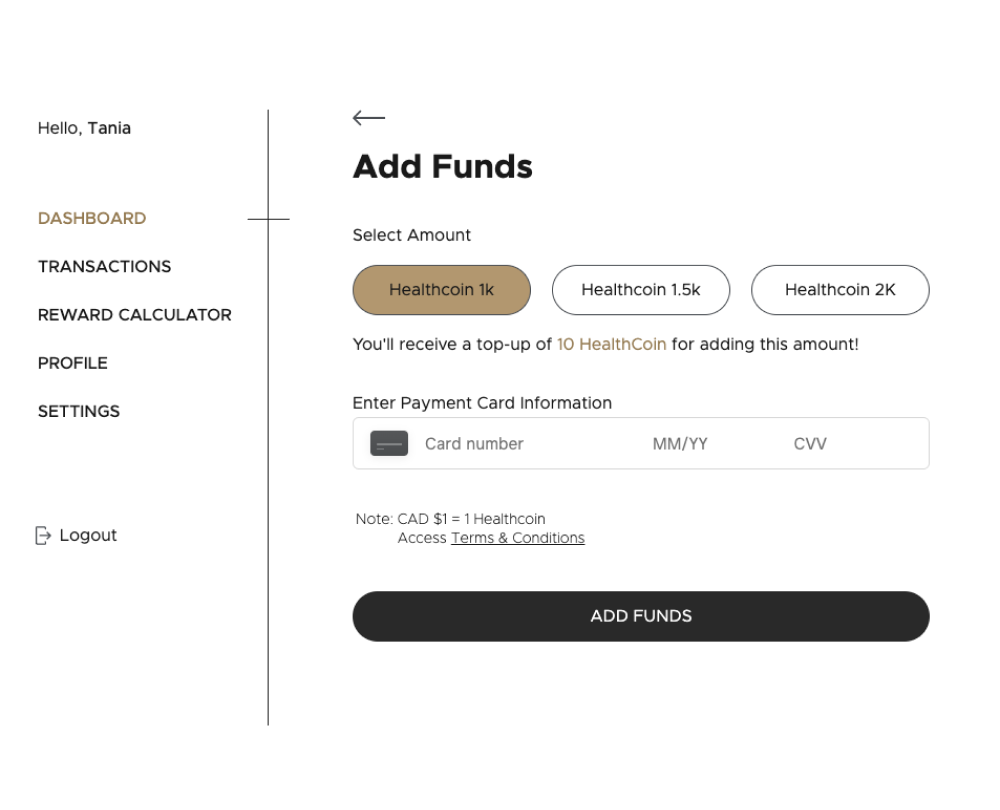 Hello, Tania
DASHBOARD
TRANSACTIONS
REWARD CALCULATOR
PROFILE
SETTINGS
Logout
Add Funds
Select Amount
Healthcoin 1k
Healthcoin 1.5k
Healthcoin 2K
You'll receive a top-up of 10 HealthCoin for adding this amount!
Enter Payment Card Information
Card number MM/YY CVV
Note: CAD $1 = 1 Healthcoin
Access Terms & Conditions
ADD FUNDS